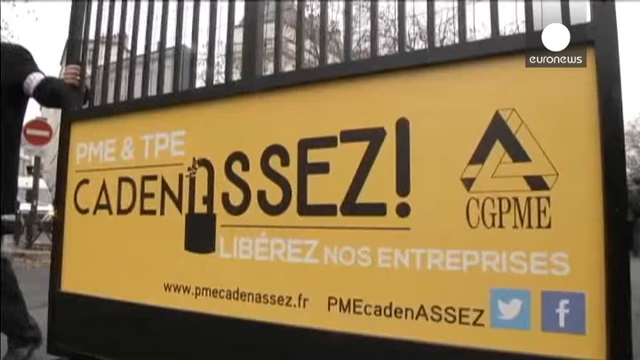 euronews
PME & TPE
CADENASSEZ!
LIBÉREZ NOS ENTREPRISES
CGPME
www.pmecadenassez.fr PMEcadenASSEZ